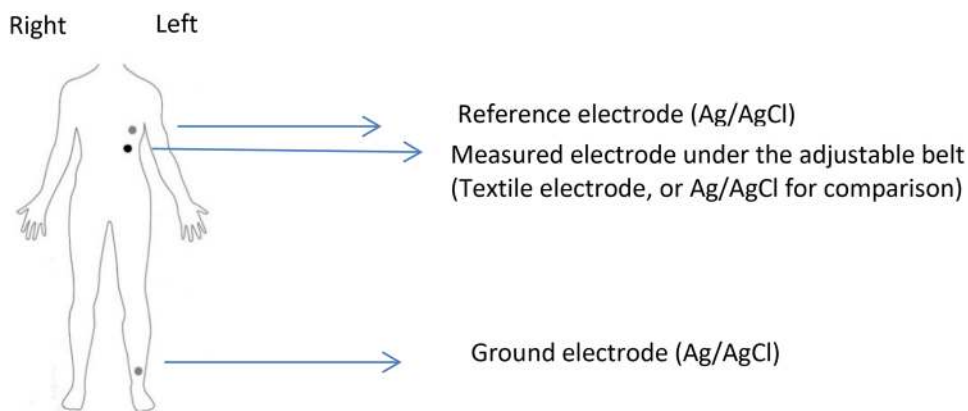 Right
Left
Reference electrode (Ag/AgCl)
Measured electrode under the adjustable belt
(Textile electrode, or Ag/AgCl for comparison)
Ground electrode (Ag/AgCl)